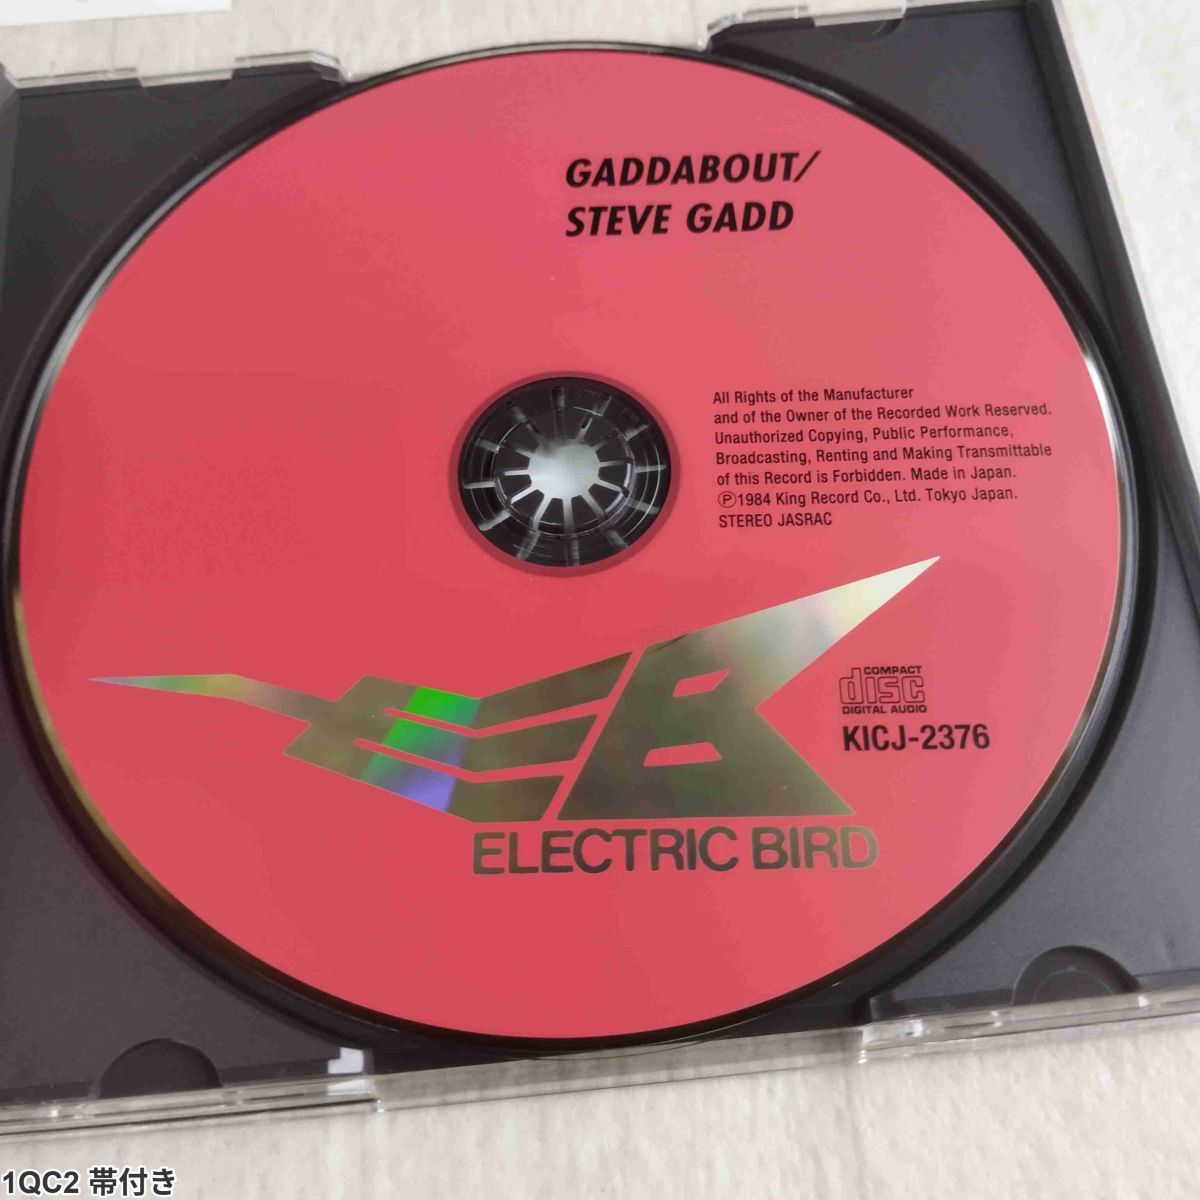 GADDABOUT/
STEVE GADD
All Rights of the Manufacturer
and of the Owner of the Recorded Work Reserved.
Unauthorized Copying, Public Performance,
Broadcasting, Renting and Making Transmittable
of this Record is Forbidden. Made in Japan.
Ⓟ1984 King Record Co., Ltd. Tokyo Japan.
STEREO JASRAC
EB
COMPACT
disc
DIGITAL AUDIO
KICJ-2376
ELECTRIC BIRD
1QC2 帯付き